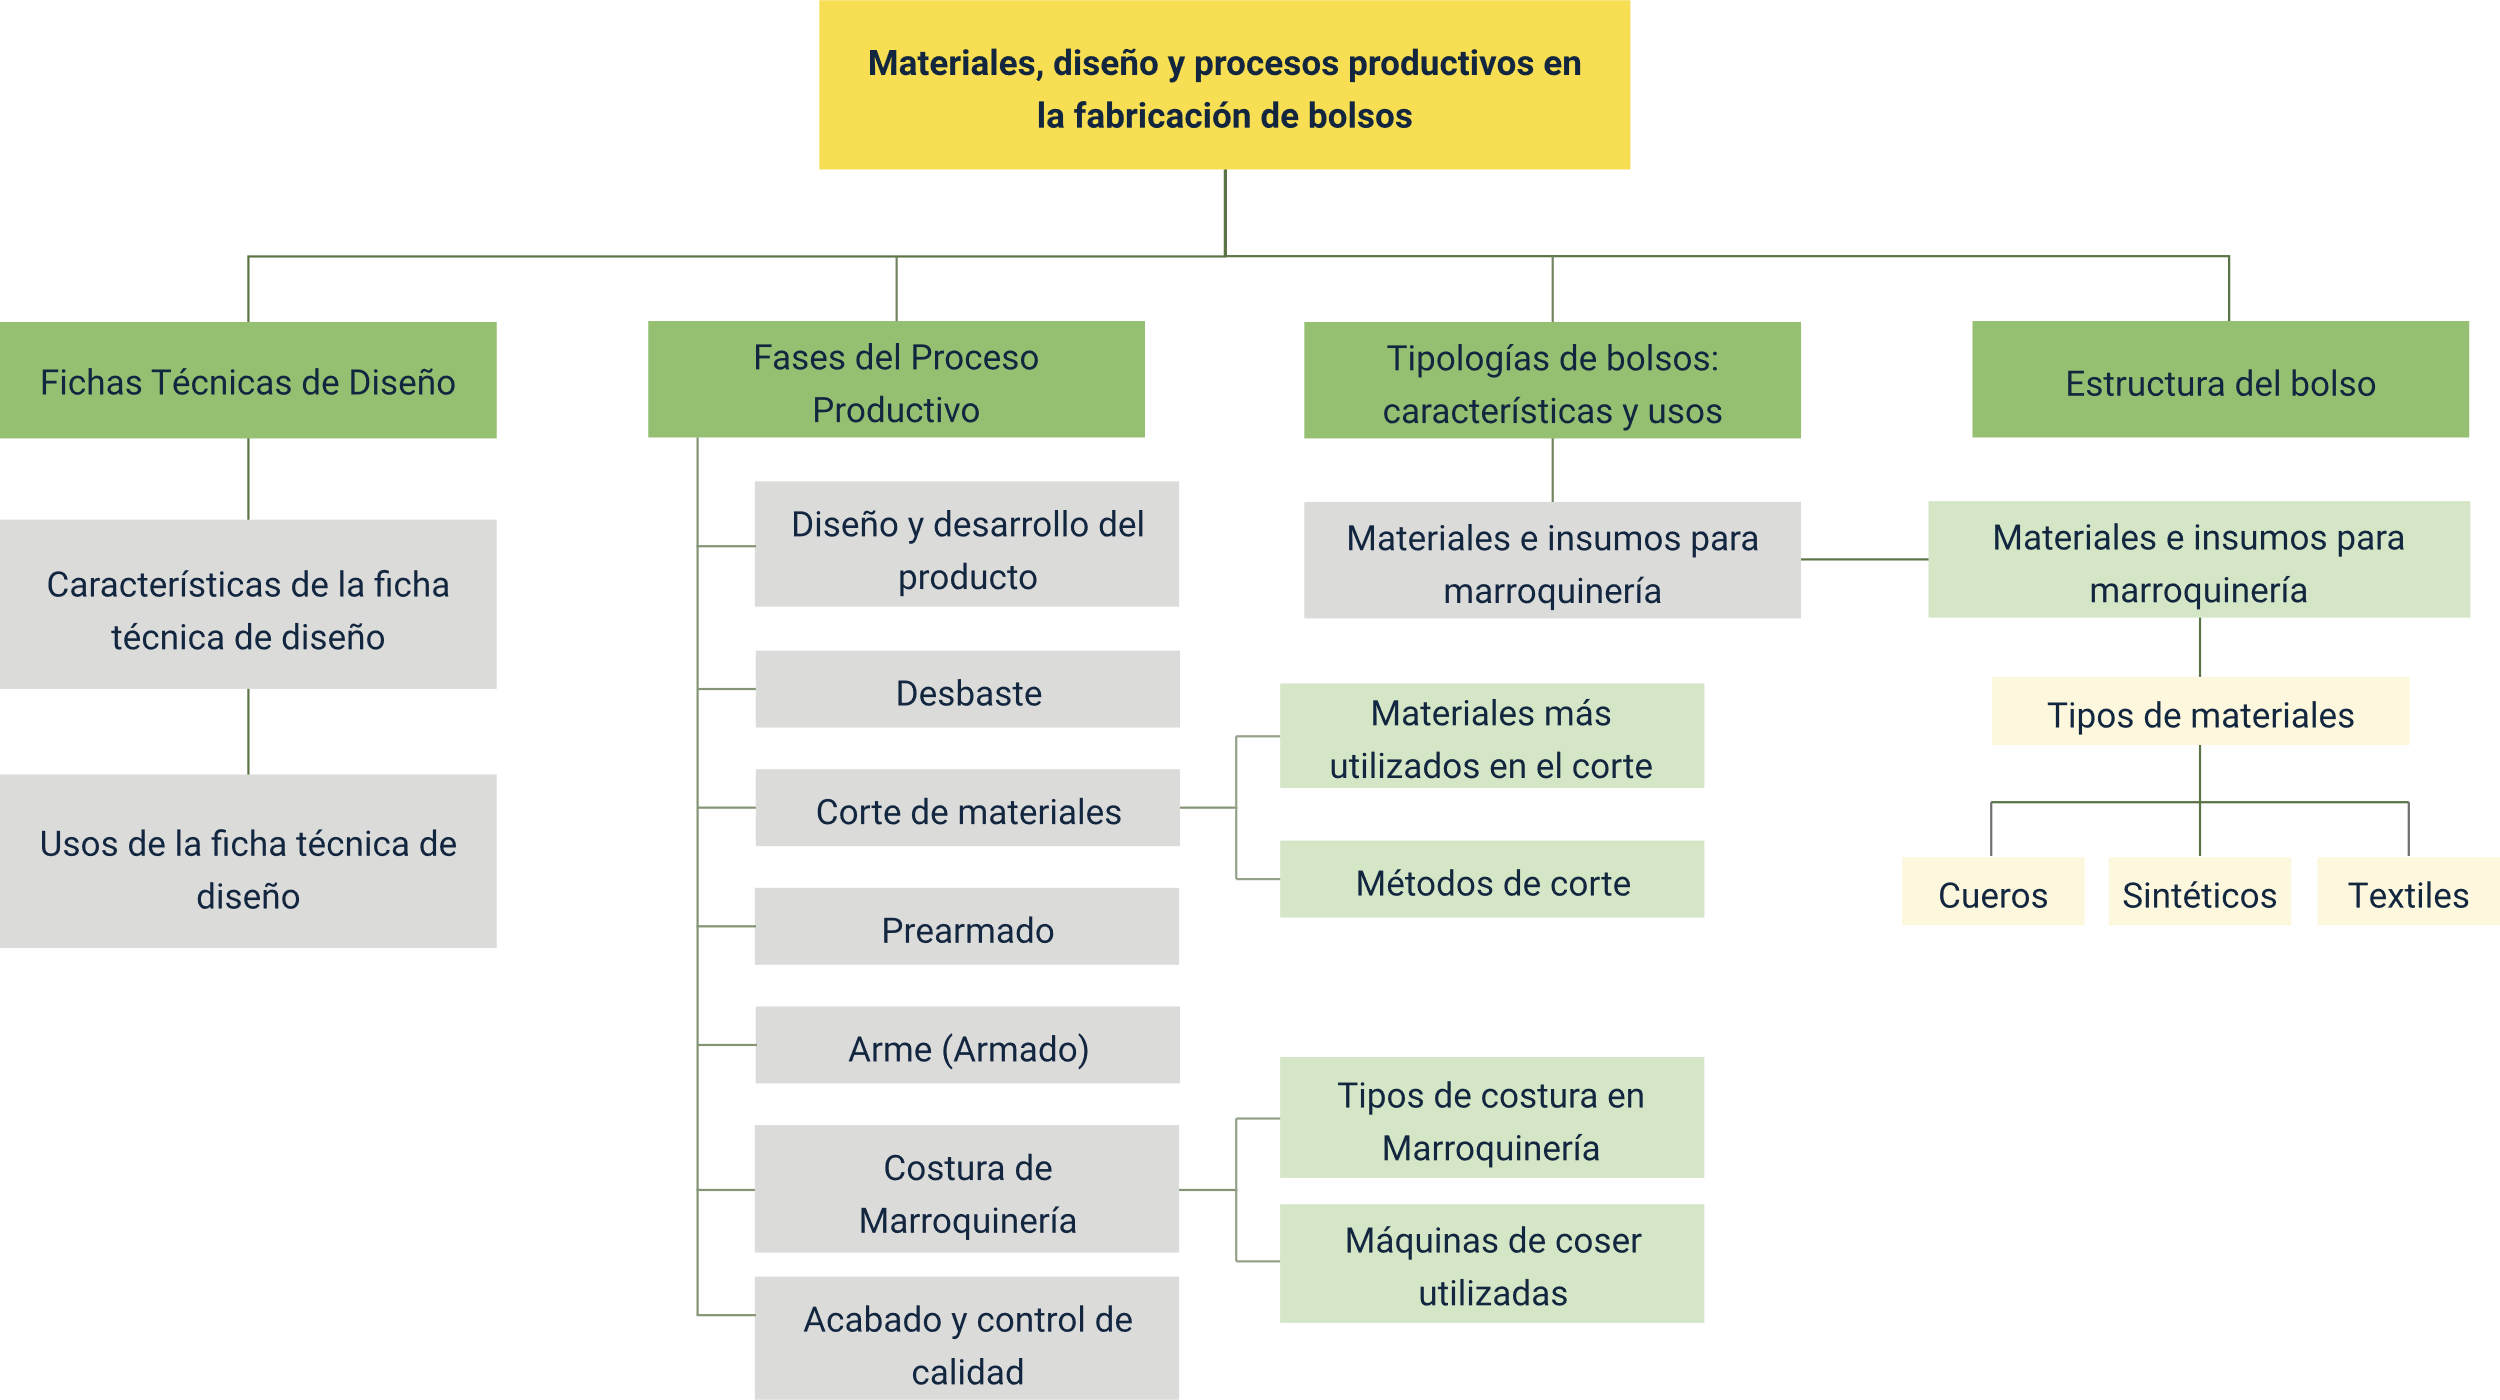 Materiales, diseño y procesos productivos en
la fabricación de bolsos
Fichas Técnicas de Diseño
Características de la ficha
técnica de diseño
Usos de la ficha técnica de
diseño
Fases del Proceso
Productivo
Diseño y desarrollo del
producto
Desbaste
Corte de materiales
Materiales más
utilizados en el corte
Métodos de corte
Prearmado
Arme (Armado)
Costura de
Marroquinería
Tipos de costura en
Marroquinería
Máquinas de coser
utilizadas
Acabado y control de
calidad
Tipologías de bolsos:
características y usos
Materiales e insumos para
marroquinería
Estructura del bolso
Materiales e insumos para
marroquinería
Tipos de materiales
Cueros
Sintéticos
Textiles